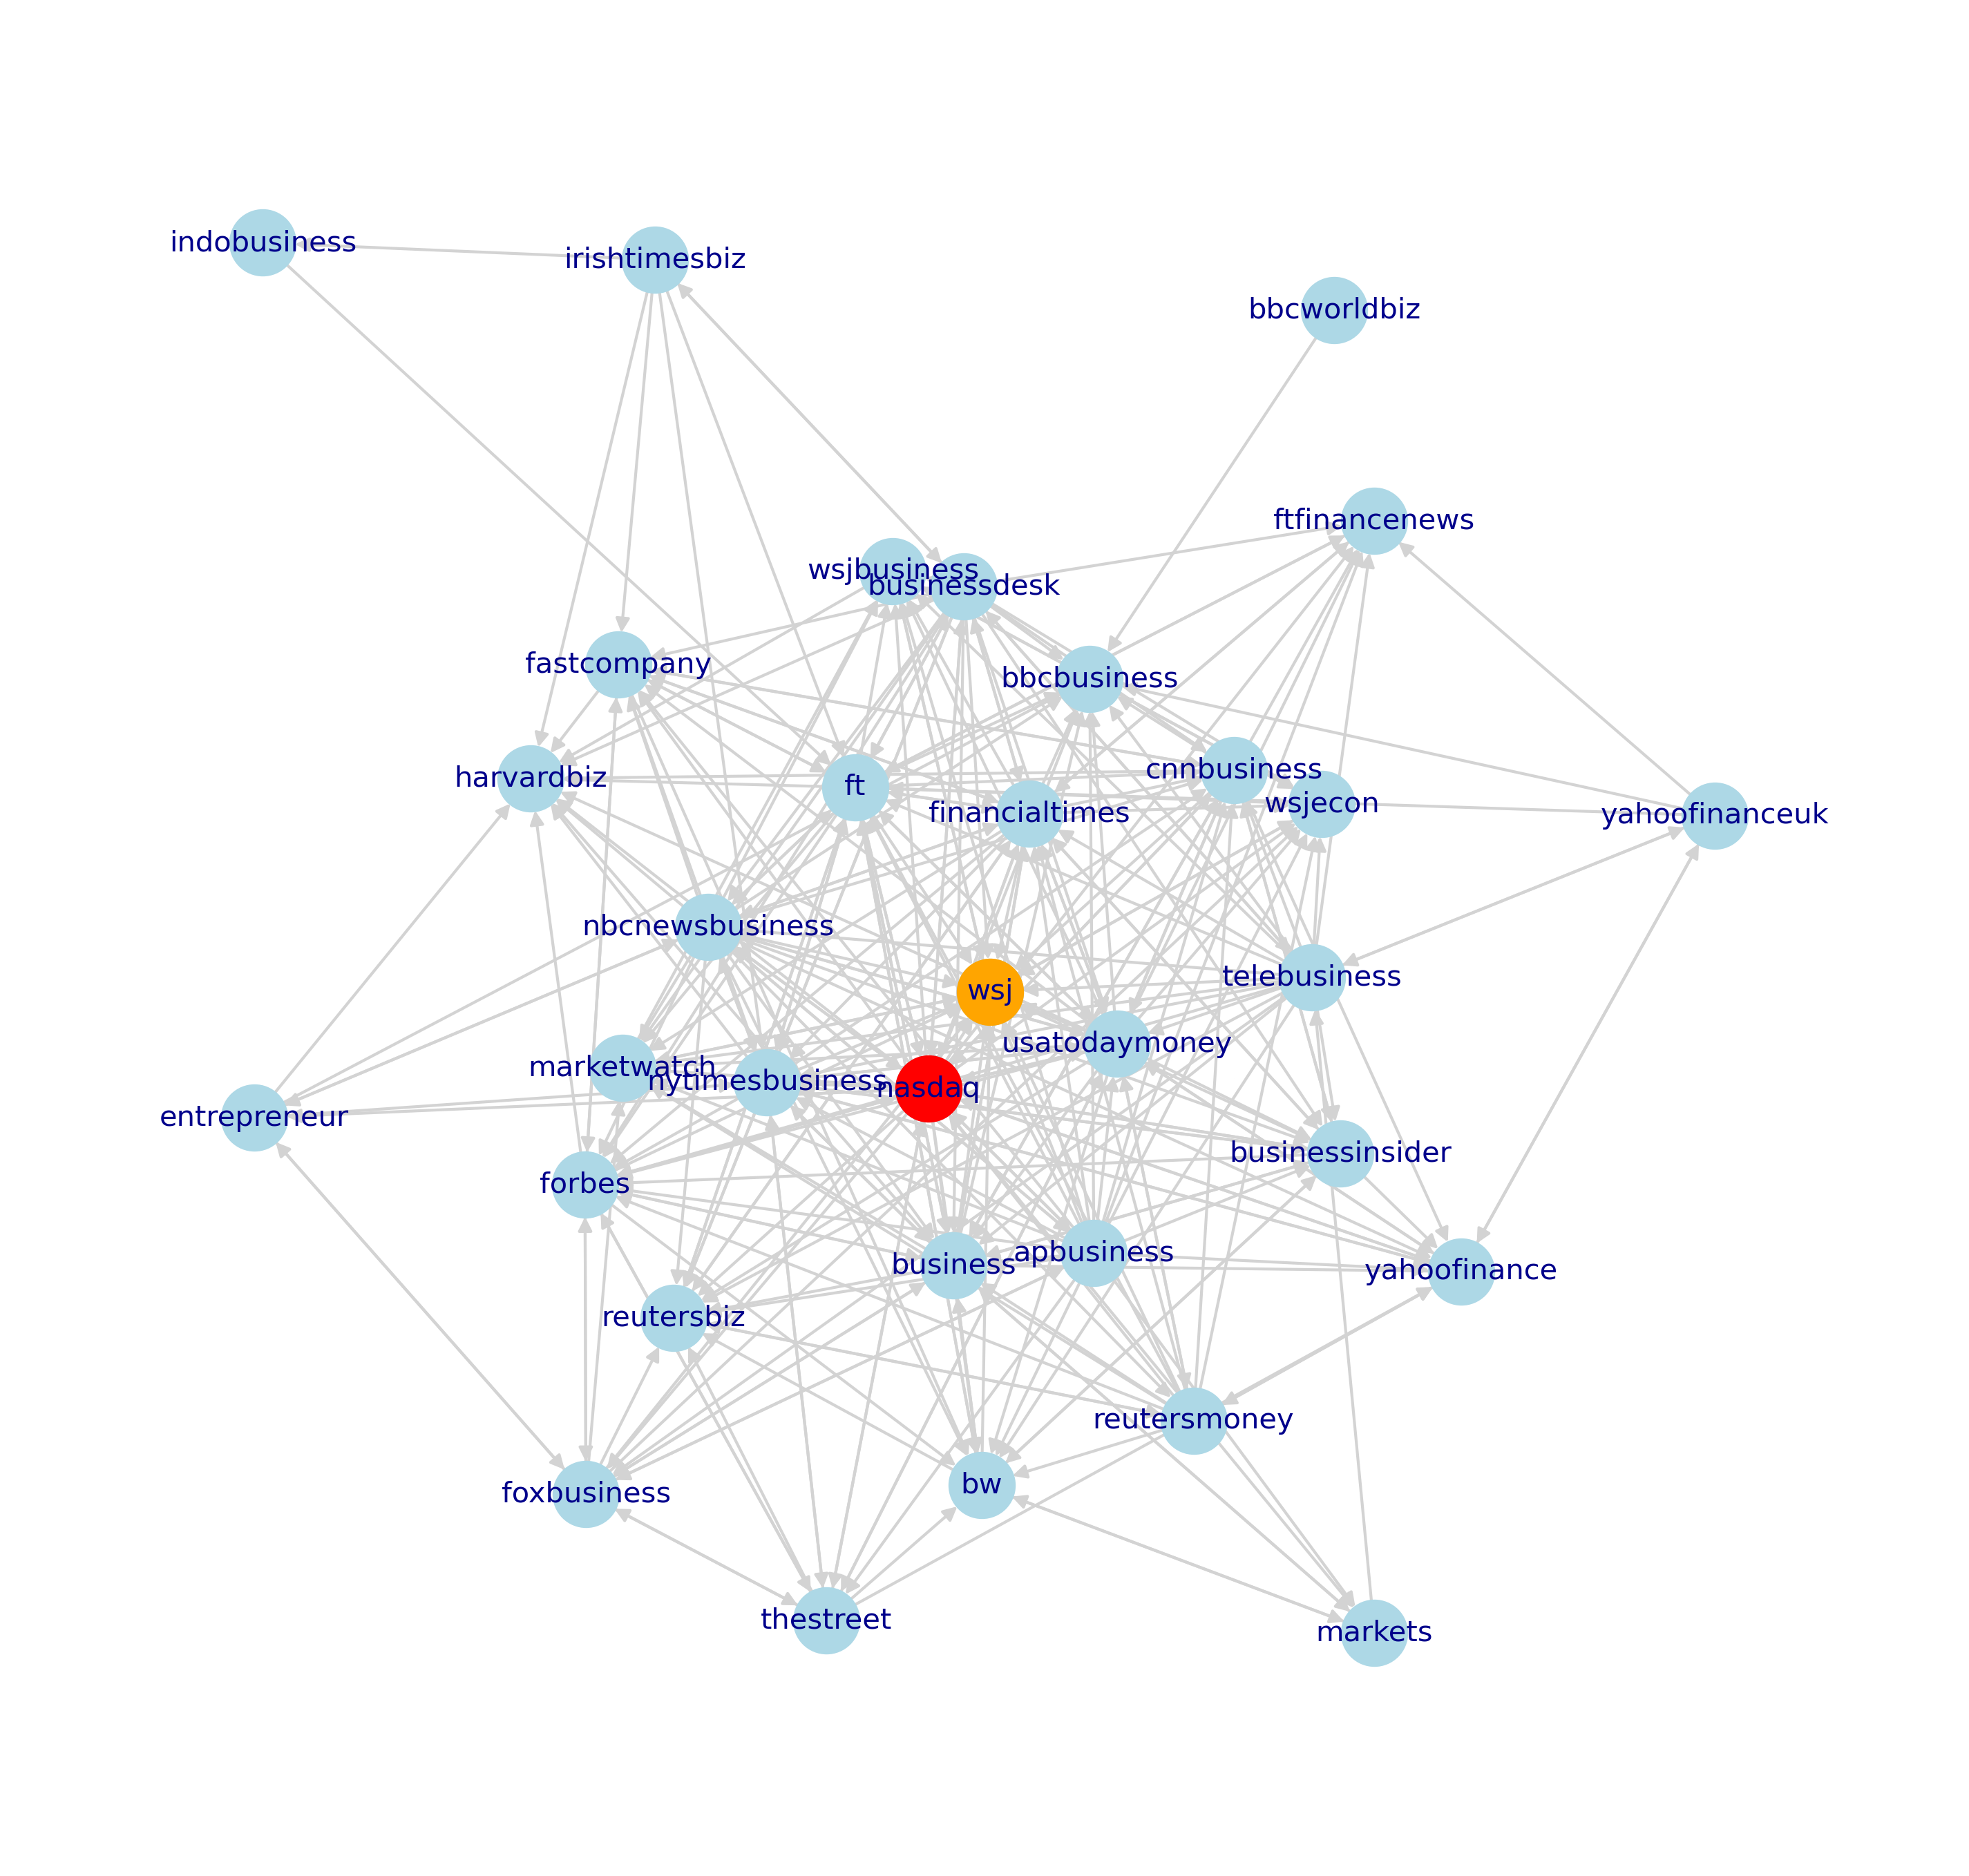 indobusiness
irishtimesbiz
bbcworldbiz
ftfinancenews
wsjbusiness
businessdesk
fastcompany
bbcbusiness
harvardbiz
cnnbusiness
ft
wsjecon
financialtimes
yahoofinanceuk
nbcnewsbusiness
telebusiness
wsj
usatodaymoney
marketwatch
nytimesbusiness
nasdaq
entrepreneur
businessinsider
forbes
apbusiness
business
yahoofinance
reutersbiz
reutersmoney
bw
foxbusiness
thestreet
markets